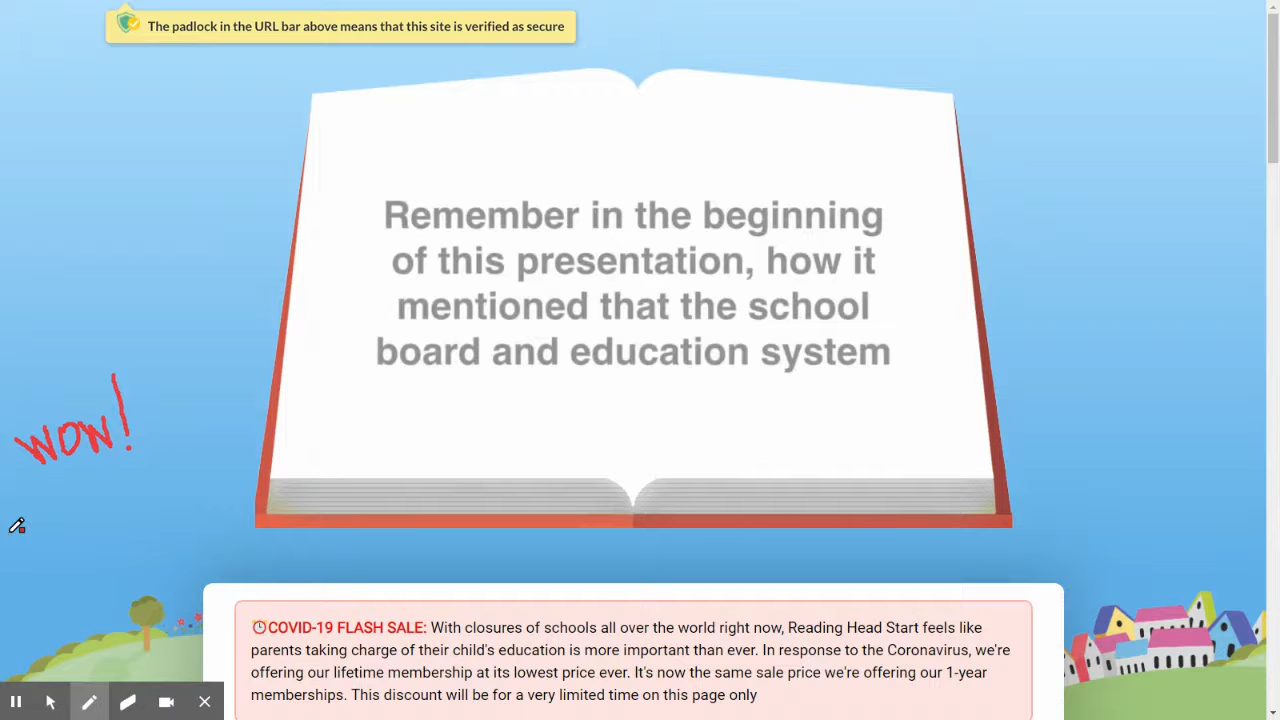 The padlock in the URL bar above means that this site is verified as secure
Remember in the beginning
of this presentation, how it
mentioned that the school
board and education system
wow!
COVID-19 FLASH SALE: With closures of schools all over the world right now, Reading Head Start feels like
parents taking charge of their child's education is more important than ever. In response to the Coronavirus, we're
offering our lifetime membership at its lowest price ever. It's now the same sale price we're offering our 1-year
memberships. This discount will be for a very limited time on this page only